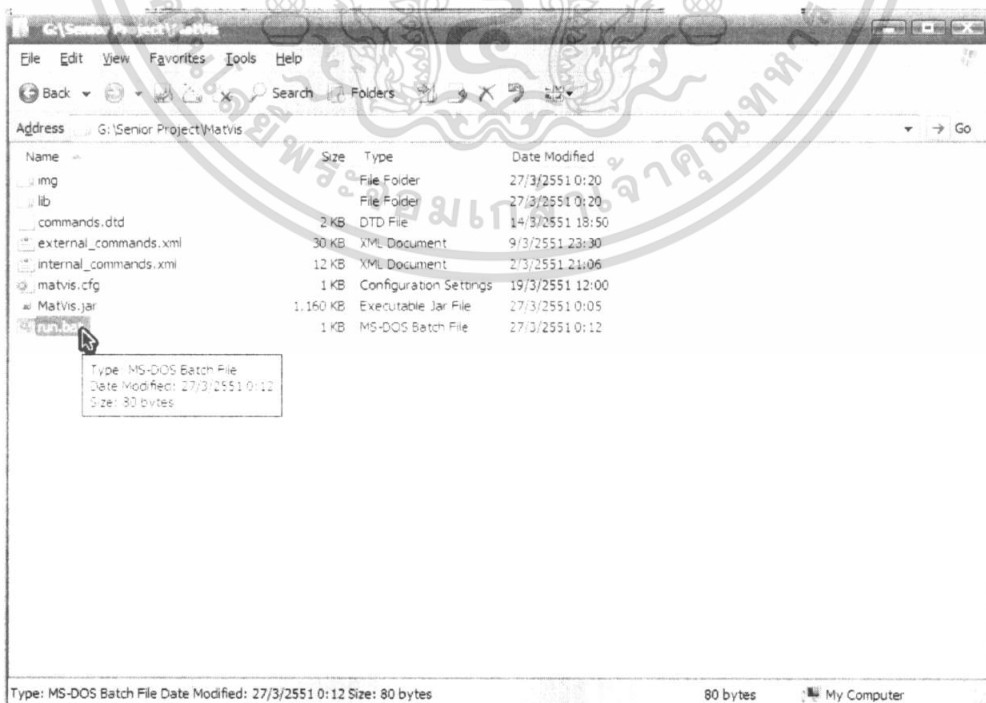 G:\Senior Project\MatVis
File Edit View Favorites Tools Help
Back Search Folders
Address G:\Senior Project\MatVis Go
Name Size Type Date Modified
img File Folder 27/3/2551 0:20
lib File Folder 27/3/2551 0:20
commands.dtd 2 KB DTD File 14/3/2551 18:50
external_commands.xml 30 KB XML Document 9/3/2551 23:30
internal_commands.xml 12 KB XML Document 2/3/2551 21:06
matvis.cfg 1 KB Configuration Settings 19/3/2551 12:00
MatVis.jar 1,160 KB Executable Jar File 27/3/2551 0:05
run.bat 1 KB MS-DOS Batch File 27/3/2551 0:12
Type: MS-DOS Batch File
Date Modified: 27/3/2551 0:12
Size: 80 bytes
Type: MS-DOS Batch File Date Modified: 27/3/2551 0:12 Size: 80 bytes 80 bytes My Computer